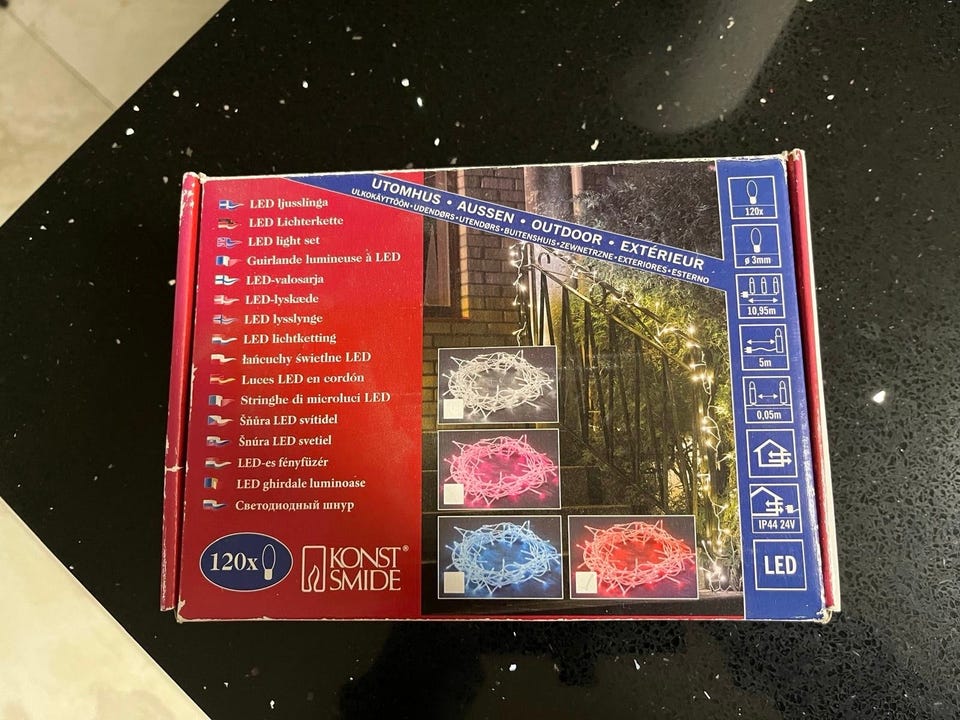 UTOMHUS • AUSSEN • OUTDOOR • EXTÉRIEUR
ULKOKÄYTTÖÖN • UDENDØRS • UTENDØRS • BUITENSHUIS • ZEWNETRZNE • EXTERIORES • ESTERNO
LED ljusslinga
LED Lichterkette
LED light set
Guirlande lumineuse à LED
LED-valosarja
LED-lyskæde
LED lysslynge
LED lichtketting
łańcuchy świetlne LED
Luces LED en cordón
Stringhe di microluci LED
Šňůra LED svítidel
Šnúra LED svetiel
LED-es fényfüzér
LED ghirlande luminoase
Светодиодный шнур
120x
KONST
SMIDE®
120x
ø 3mm
10,95m
5m
0,05m
IP44 24V
LED